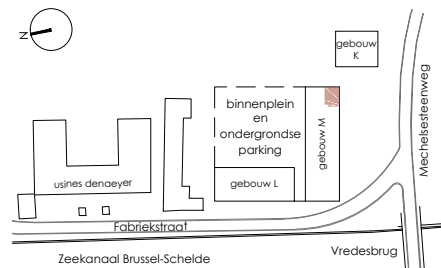 N
gebouw
K
binnenplein
en
ondergrondse
parking
gebouw M
Mechelsesteenweg
usines denaeyer
gebouw L
Fabriekstraat
Vredesbrug
Zeekanaal Brussel-Schelde